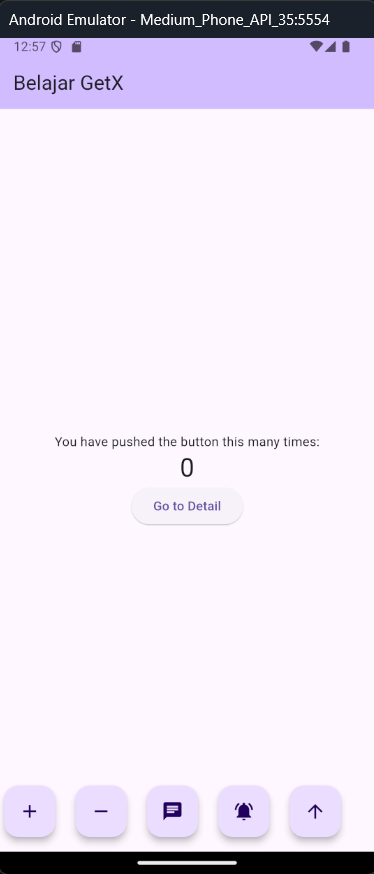 Android Emulator - Medium_Phone_API_35:5554
12:57
Belajar GetX
You have pushed the button this many times:
0
Go to Detail